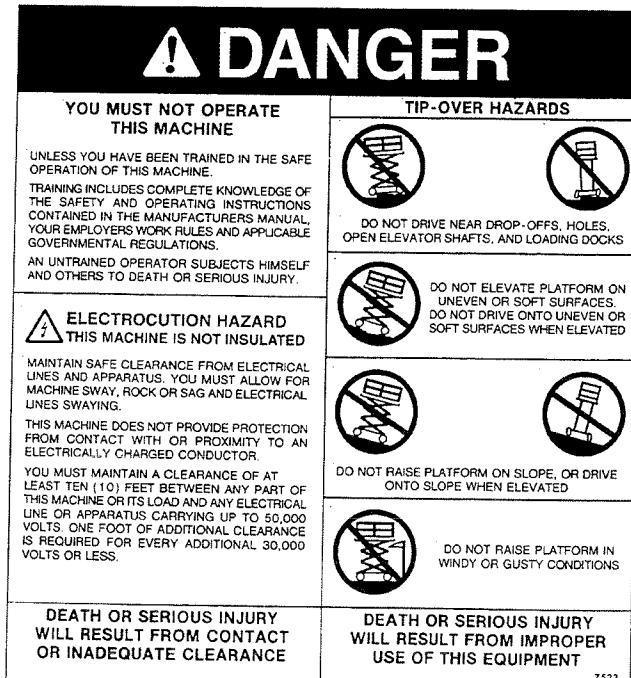 DANGER
YOU MUST NOT OPERATE
THIS MACHINE
UNLESS YOU HAVE BEEN TRAINED IN THE SAFE
OPERATION OF THIS MACHINE.
TRAINING INCLUDES COMPLETE KNOWLEDGE OF
THE SAFETY AND OPERATING INSTRUCTIONS
CONTAINED IN THE MANUFACTURERS MANUAL,
YOUR EMPLOYERS WORK RULES AND APPLICABLE
GOVERNMENTAL REGULATIONS.
AN UNTRAINED OPERATOR SUBJECTS HIMSELF
AND OTHERS TO DEATH OR SERIOUS INJURY.
ELECTROCUTION HAZARD
THIS MACHINE IS NOT INSULATED
MAINTAIN SAFE CLEARANCE FROM ELECTRICAL
LINES AND APPARATUS. YOU MUST ALLOW FOR
MACHINE SWAY, ROCK OR SAG AND ELECTRICAL
LINES SWAYING.
THIS MACHINE DOES NOT PROVIDE PROTECTION
FROM CONTACT WITH OR PROXIMITY TO AN
ELECTRICALLY CHARGED CONDUCTOR.
YOU MUST MAINTAIN A CLEARANCE OF AT
LEAST TEN (10) FEET BETWEEN ANY PART OF
THIS MACHINE OR ITS LOAD AND ANY ELECTRICAL
LINE OR APPARATUS CARRYING UP TO 50,000
VOLTS. ONE FOOT OF ADDITIONAL CLEARANCE
IS REQUIRED FOR EVERY ADDITIONAL 30,000
VOLTS OR LESS.
DEATH OR SERIOUS INJURY
WILL RESULT FROM CONTACT
OR INADEQUATE CLEARANCE
TIP-OVER HAZARDS
DO NOT DRIVE NEAR DROP-OFFS, HOLES,
OPEN ELEVATOR SHAFTS, AND LOADING DOCKS
DO NOT ELEVATE PLATFORM ON
UNEVEN OR SOFT SURFACES.
DO NOT DRIVE ONTO UNEVEN OR
SOFT SURFACES WHEN ELEVATED
DO NOT RAISE PLATFORM ON SLOPE, OR DRIVE
ONTO SLOPE WHEN ELEVATED
DO NOT RAISE PLATFORM IN
WINDY OR GUSTY CONDITIONS
DEATH OR SERIOUS INJURY
WILL RESULT FROM IMPROPER
USE OF THIS EQUIPMENT
7523